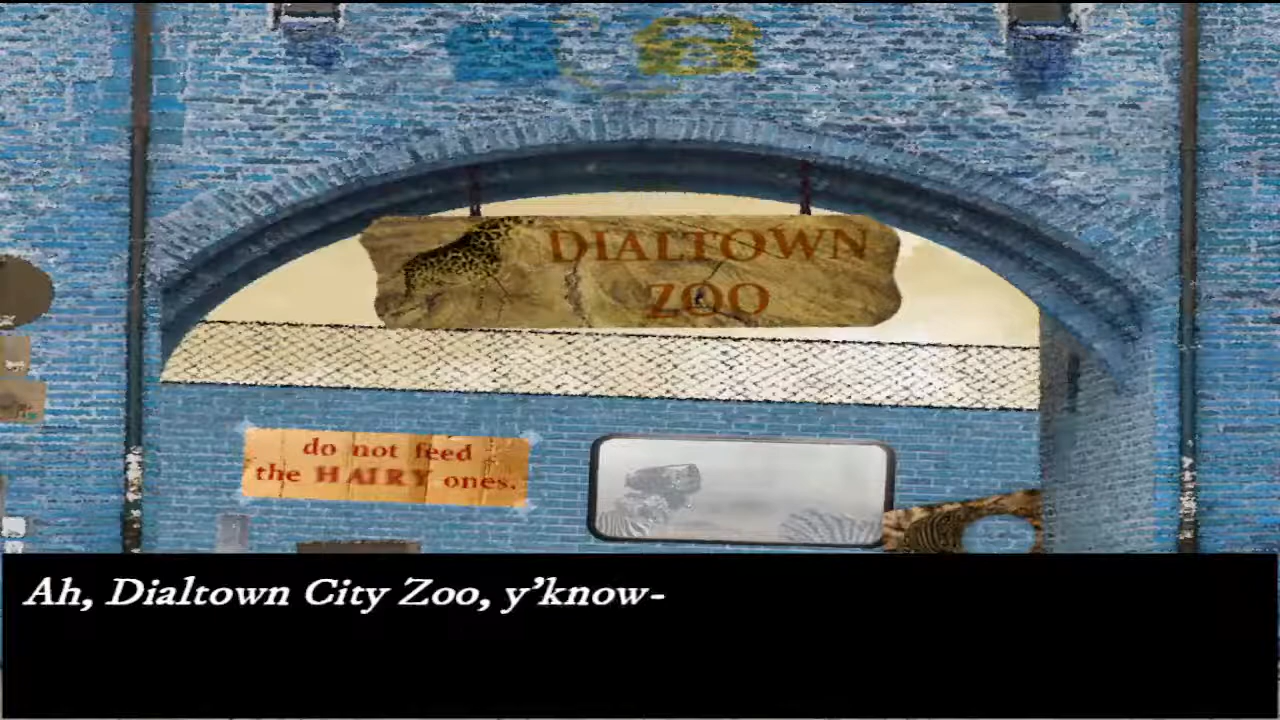 DIALTOWN
ZOO
do not feed
the HAIRY ones.
Ah, Dialtown City Zoo, y'know-